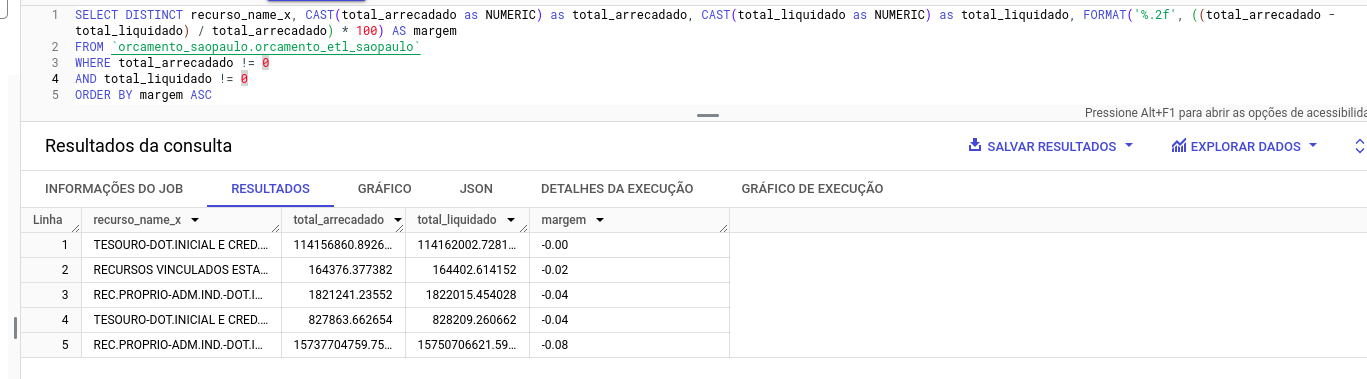 1 SELECT DISTINCT recurso_name_x, CAST(total_arrecadado as NUMERIC) as total_arrecadado, CAST(total_liquidado as NUMERIC) as total_liquidado, FORMAT('%.2f', ((total_arrecadado -
total_liquidado) / total_arrecadado) * 100) AS margem
2 FROM `orcamento_saopaulo.orcamento_etl_saopaulo`
3 WHERE total_arrecadado != 0
4 AND total_liquidado != 0
5 ORDER BY margem ASC
Pressione Alt+F1 para abrir as opções de acessibilida
Resultados da consulta SALVAR RESULTADOS EXPLORAR DADOS
INFORMAÇÕES DO JOB RESULTADOS GRÁFICO JSON DETALHES DA EXECUÇÃO GRÁFICO DE EXECUÇÃO
Linha recurso_name_x total_arrecadado total_liquidado margem
1 TESOURO-DOT.INICIAL E CRED.... 114156860.8926... 114162002.7281... -0.00
2 RECURSOS VINCULADOS ESTA... 164376.377382 164402.614152 -0.02
3 REC.PROPRIO-ADM.IND.-DOT.I... 1821241.23552 1822015.454028 -0.04
4 TESOURO-DOT.INICIAL E CRED.... 827863.662654 828209.260662 -0.04
5 REC.PROPRIO-ADM.IND.-DOT.I... 15737704759.75... 15750706621.59... -0.08